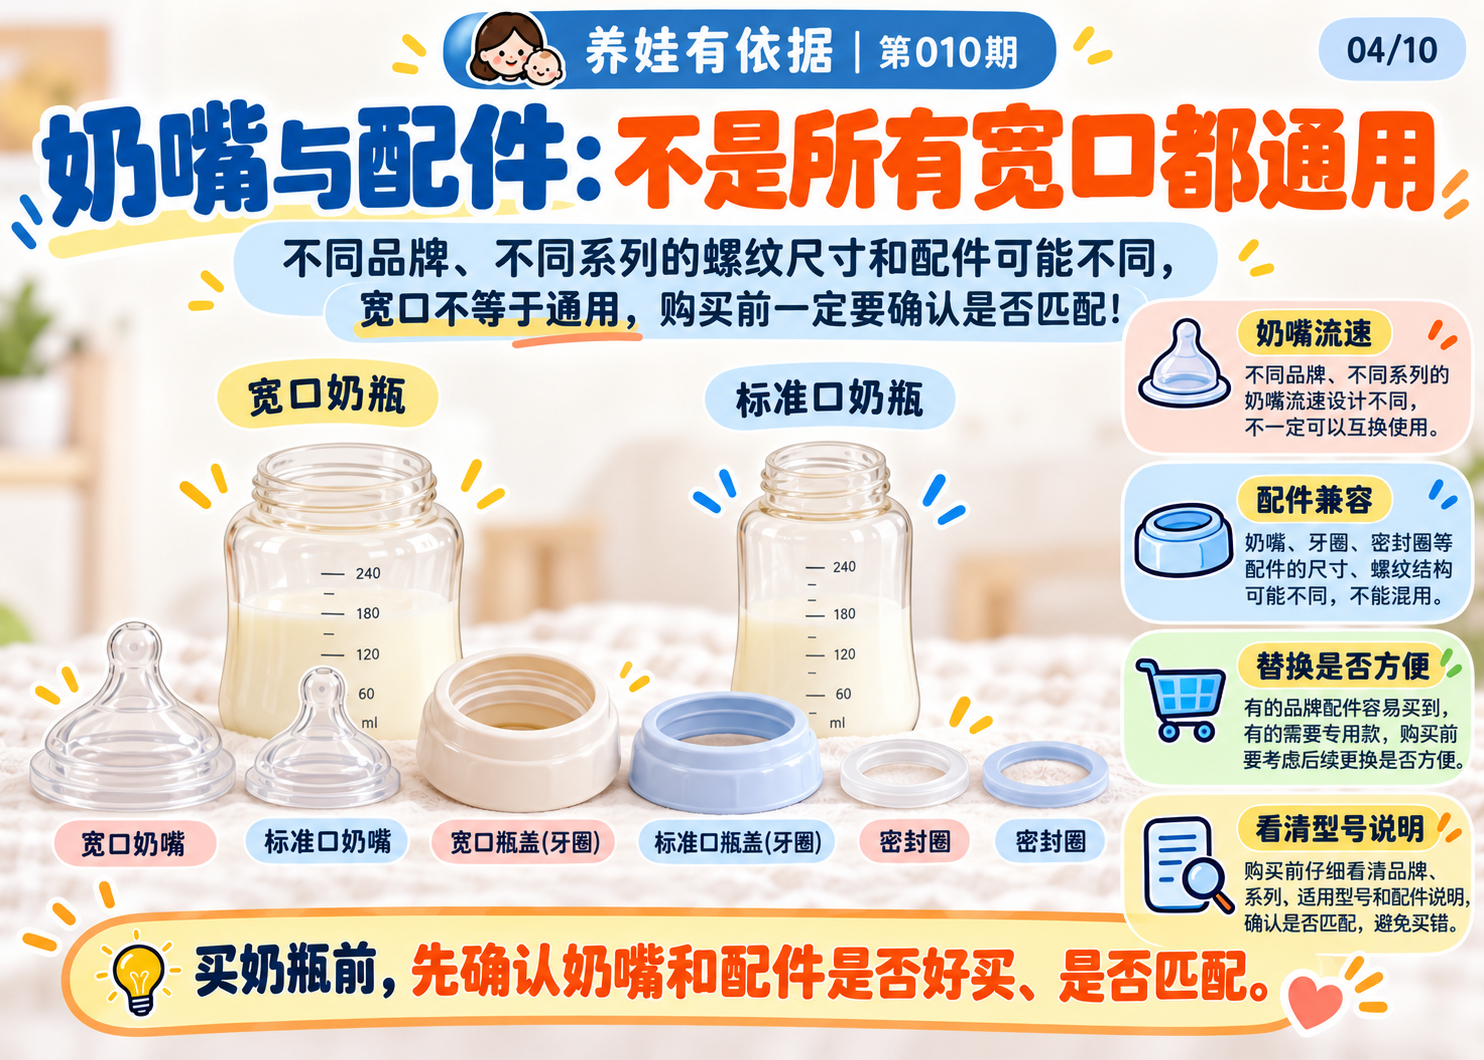 养娃有依据 | 第010期
04/10
奶嘴与配件：不是所有宽口都通用
不同品牌、不同系列的螺纹尺寸和配件可能不同，
宽口不等于通用，购买前一定要确认是否匹配！
宽口奶瓶
标准口奶瓶
240
180
120
60
ml
240
180
120
60
ml
宽口奶嘴
标准口奶嘴
宽口瓶盖(牙圈)
标准口瓶盖(牙圈)
密封圈
密封圈
奶嘴流速
不同品牌、不同系列的
奶嘴流速设计不同，
不一定可以互换使用。
配件兼容
奶嘴、牙圈、密封圈等
配件的尺寸、螺纹结构
可能不同，不能混用。
替换是否方便
有的品牌配件容易买到，
有的需要专用款，购买前
要考虑后续更换是否方便。
看清型号说明
购买前仔细看清品牌、
系列、适用型号和配件说明，
确认是否匹配，避免买错。
买奶瓶前，先确认奶嘴和配件是否好买、是否匹配。